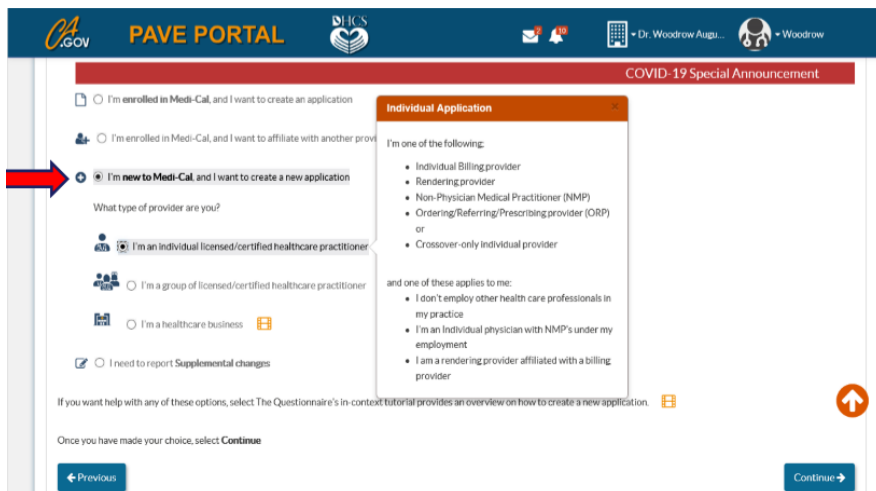 CA.GOV
PAVE PORTAL
DHCS
10
Dr. Woodrow Augu...
Woodrow
COVID-19 Special Announcement
I'm enrolled in Medi-Cal, and I want to create an application
I'm enrolled in Medi-Cal, and I want to affiliate with another provi
I'm new to Medi-Cal, and I want to create a new application
What type of provider are you?
I'm an individual licensed/certified healthcare practitioner
I'm a group of licensed/certified healthcare practitioner
I'm a healthcare business
I need to report Supplemental changes
Individual Application
×
I'm one of the following:
• Individual Billing provider
• Rendering provider
• Non-Physician Medical Practitioner (NMP)
• Ordering/Referring/Prescribing provider (ORP)
or
• Crossover-only individual provider
and one of these applies to me:
• I don't employ other health care professionals in
my practice
• I'm an Individual physician with NMP's under my
employment
• I am a rendering provider affiliated with a billing
provider
If you want help with any of these options, select The Questionnaire's in-context tutorial provides an overview on how to create a new application.
Once you have made your choice, select Continue
Previous
Continue